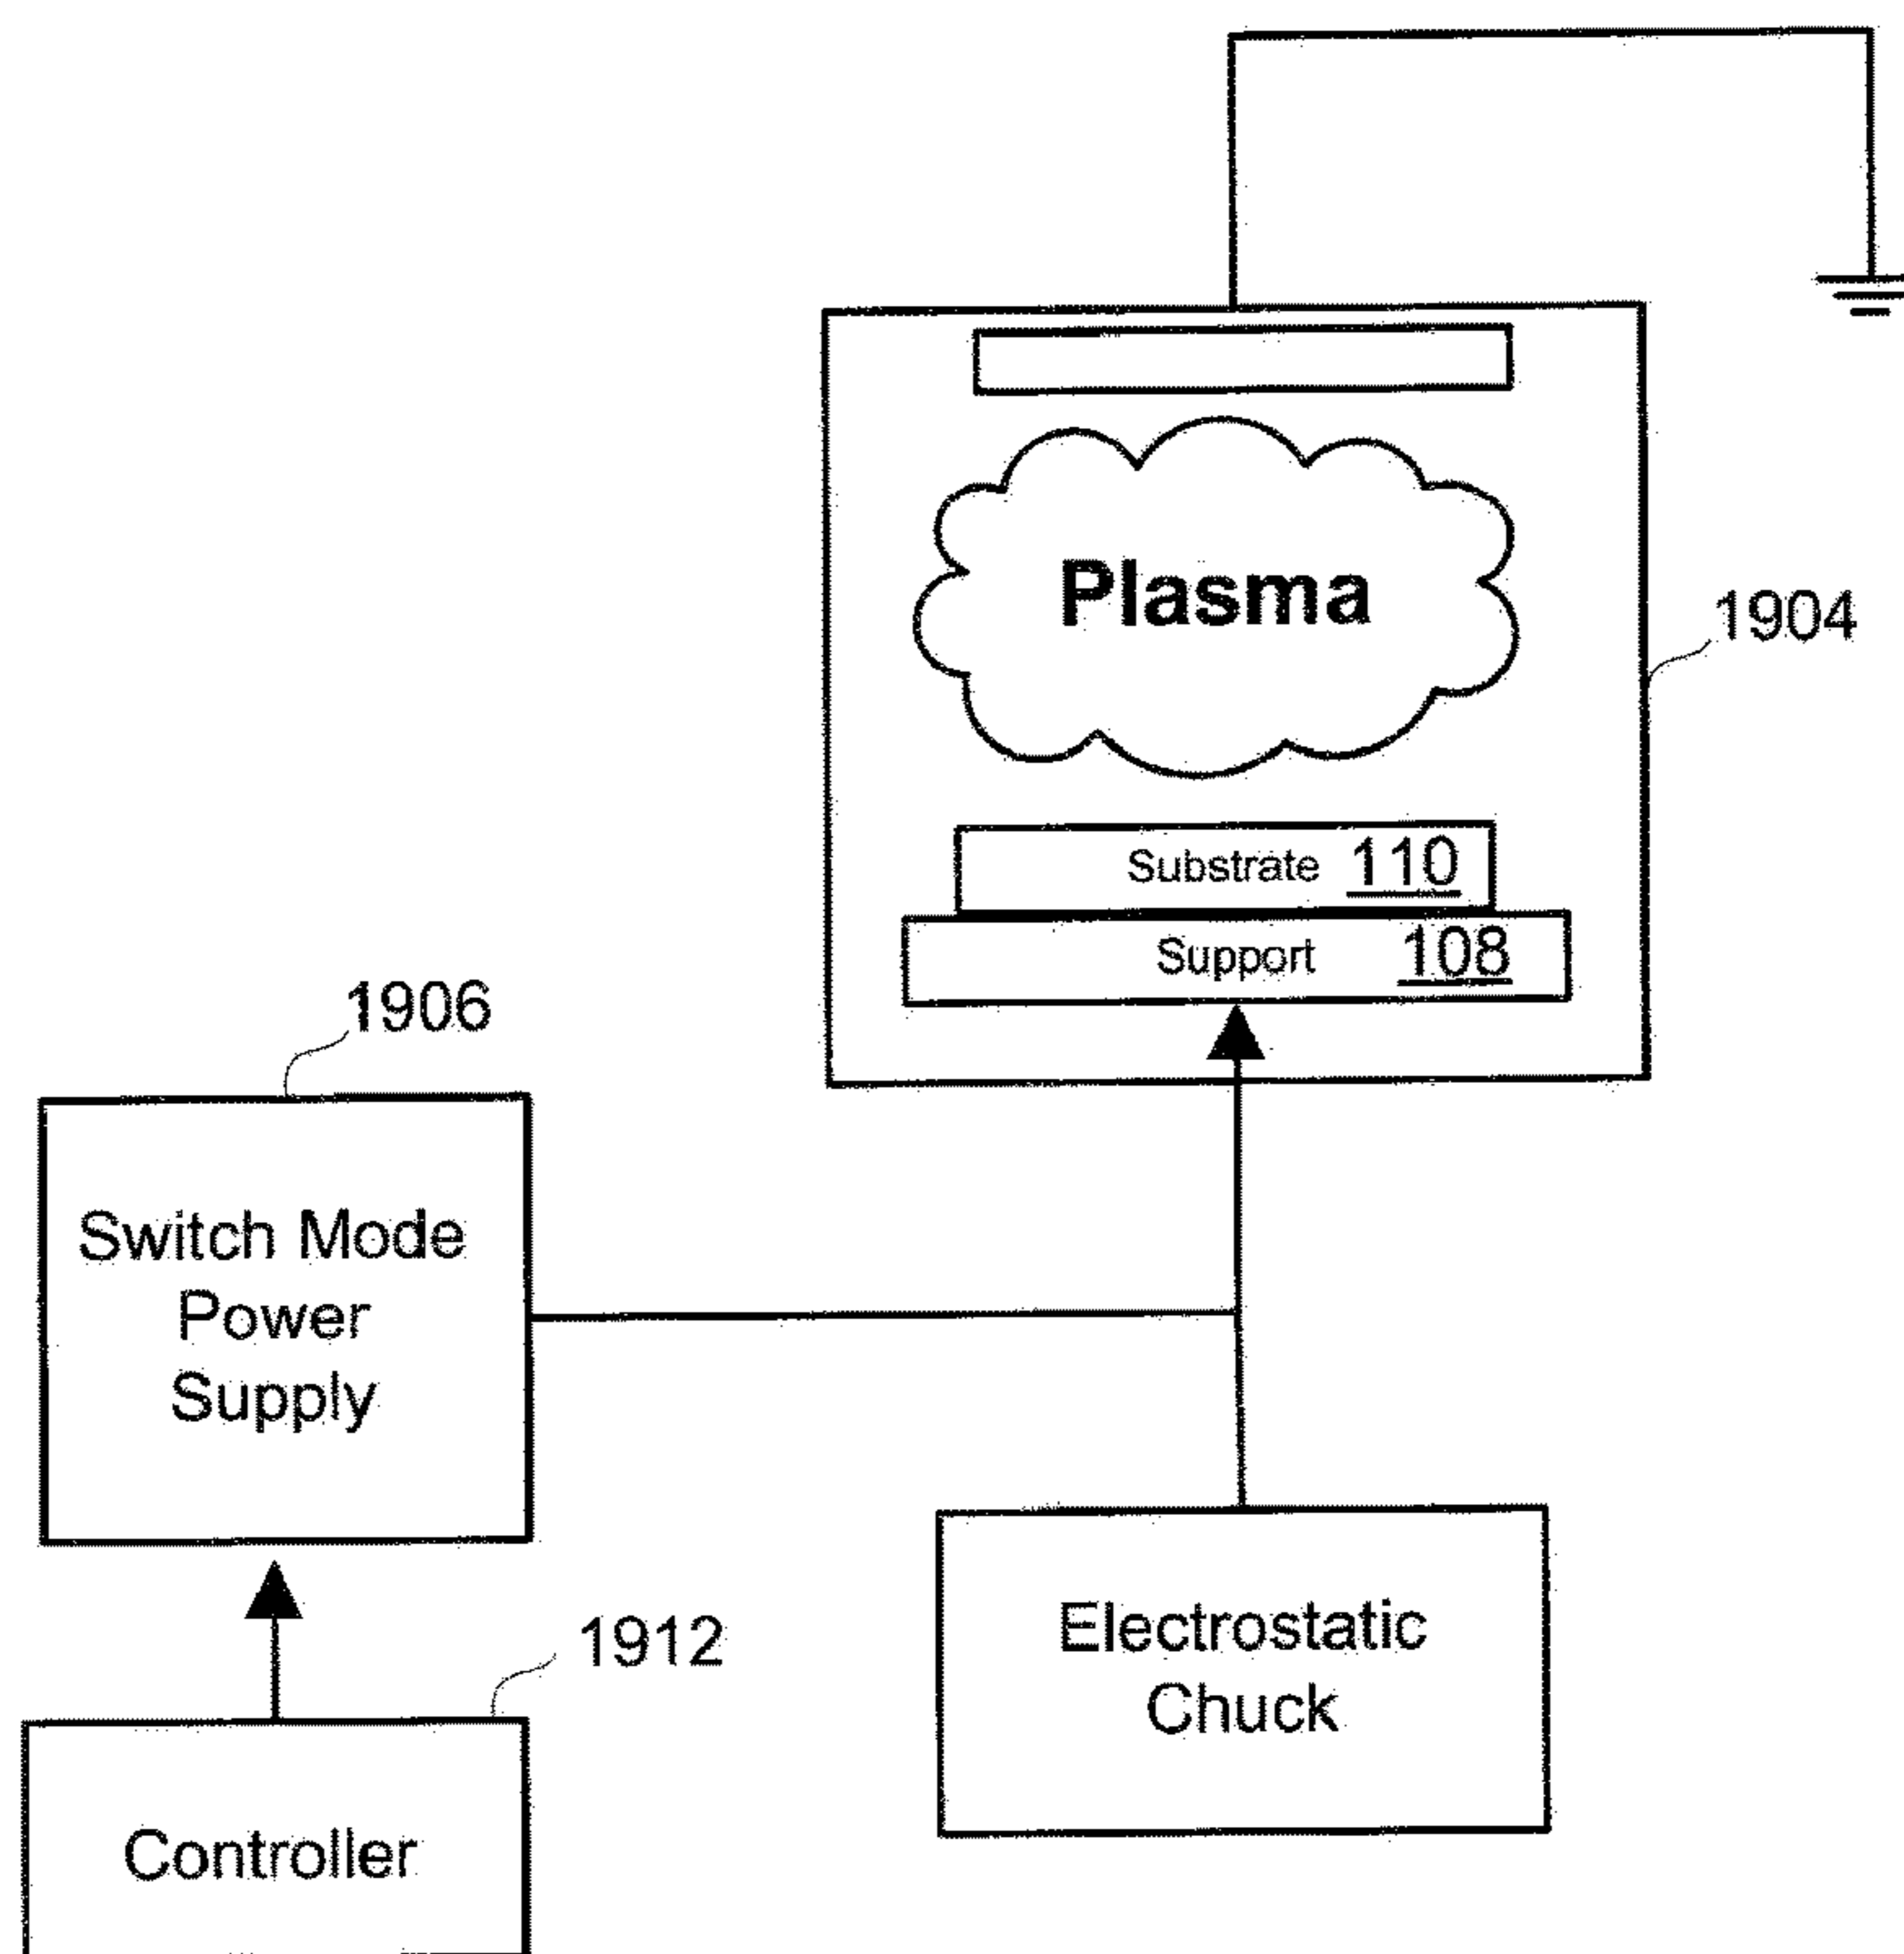 Plasma
1904
Substrate 110
Support 108
1906
Switch Mode
Power
Supply
1912
Electrostatic
Chuck
Controller